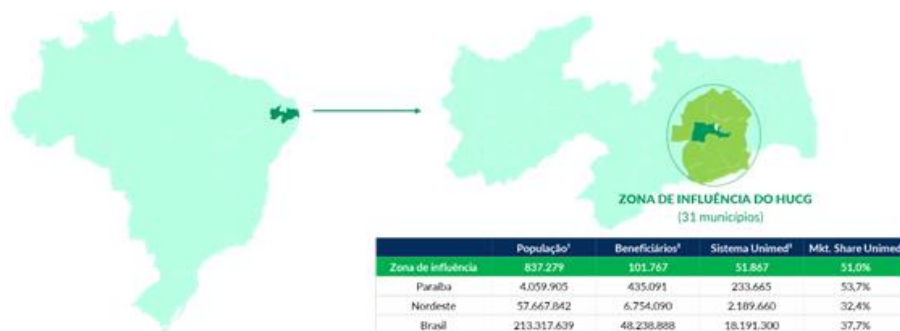 ZONA DE INFLUÊNCIA DO HUCG
(31 municípios)
População¹ Beneficiários² Sistema Unimed³ Mkt. Share Unimed
Zona de influência 837.279 101.767 51.867 51,0%
Paraíba 4.059.905 435.091 233.665 53,7%
Nordeste 57.667.842 6.754.090 2.189.660 32,4%
Brasil 213.317.639 48.238.888 18.191.300 37,7%